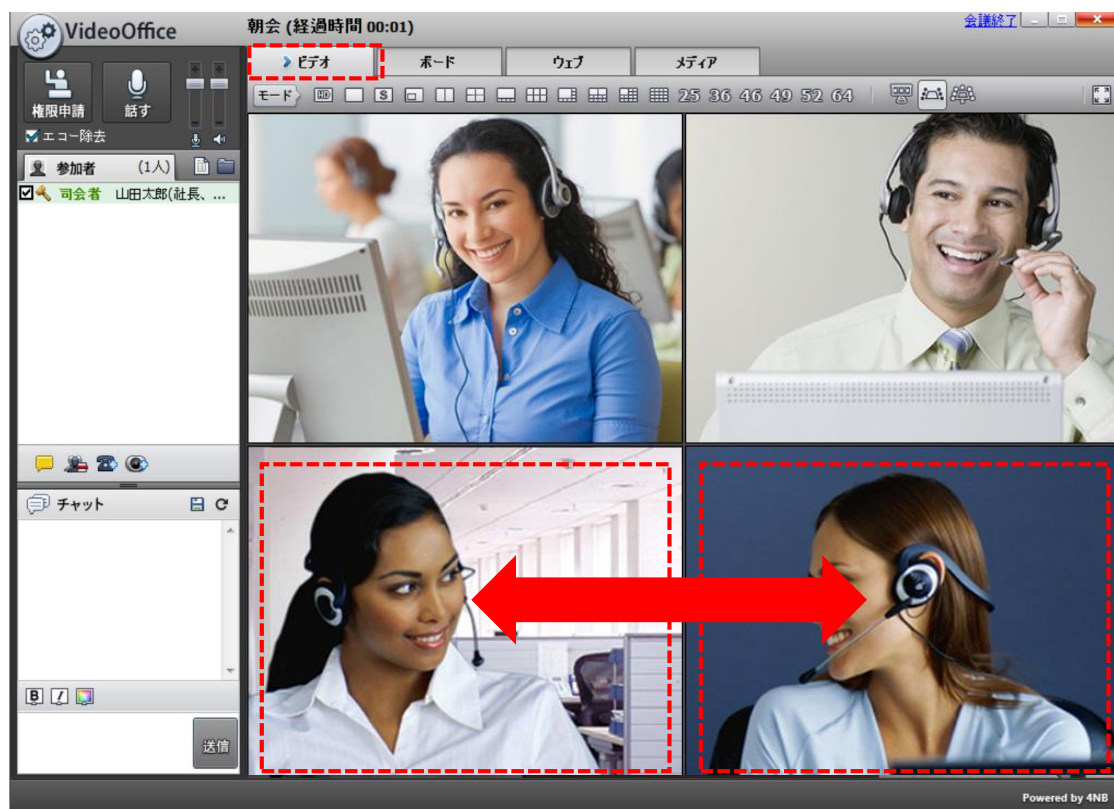 VideoOffice
朝会 (経過時間 00:01)
会議終了
ビデオ ボード ウェブ メディア
権限申請 話す
モード HD S 25 36 46 49 52 64
エコー除去
参加者 (1人)
司会者 山田太郎(社長、...
チャット
B I
送信
Powered by 4NB